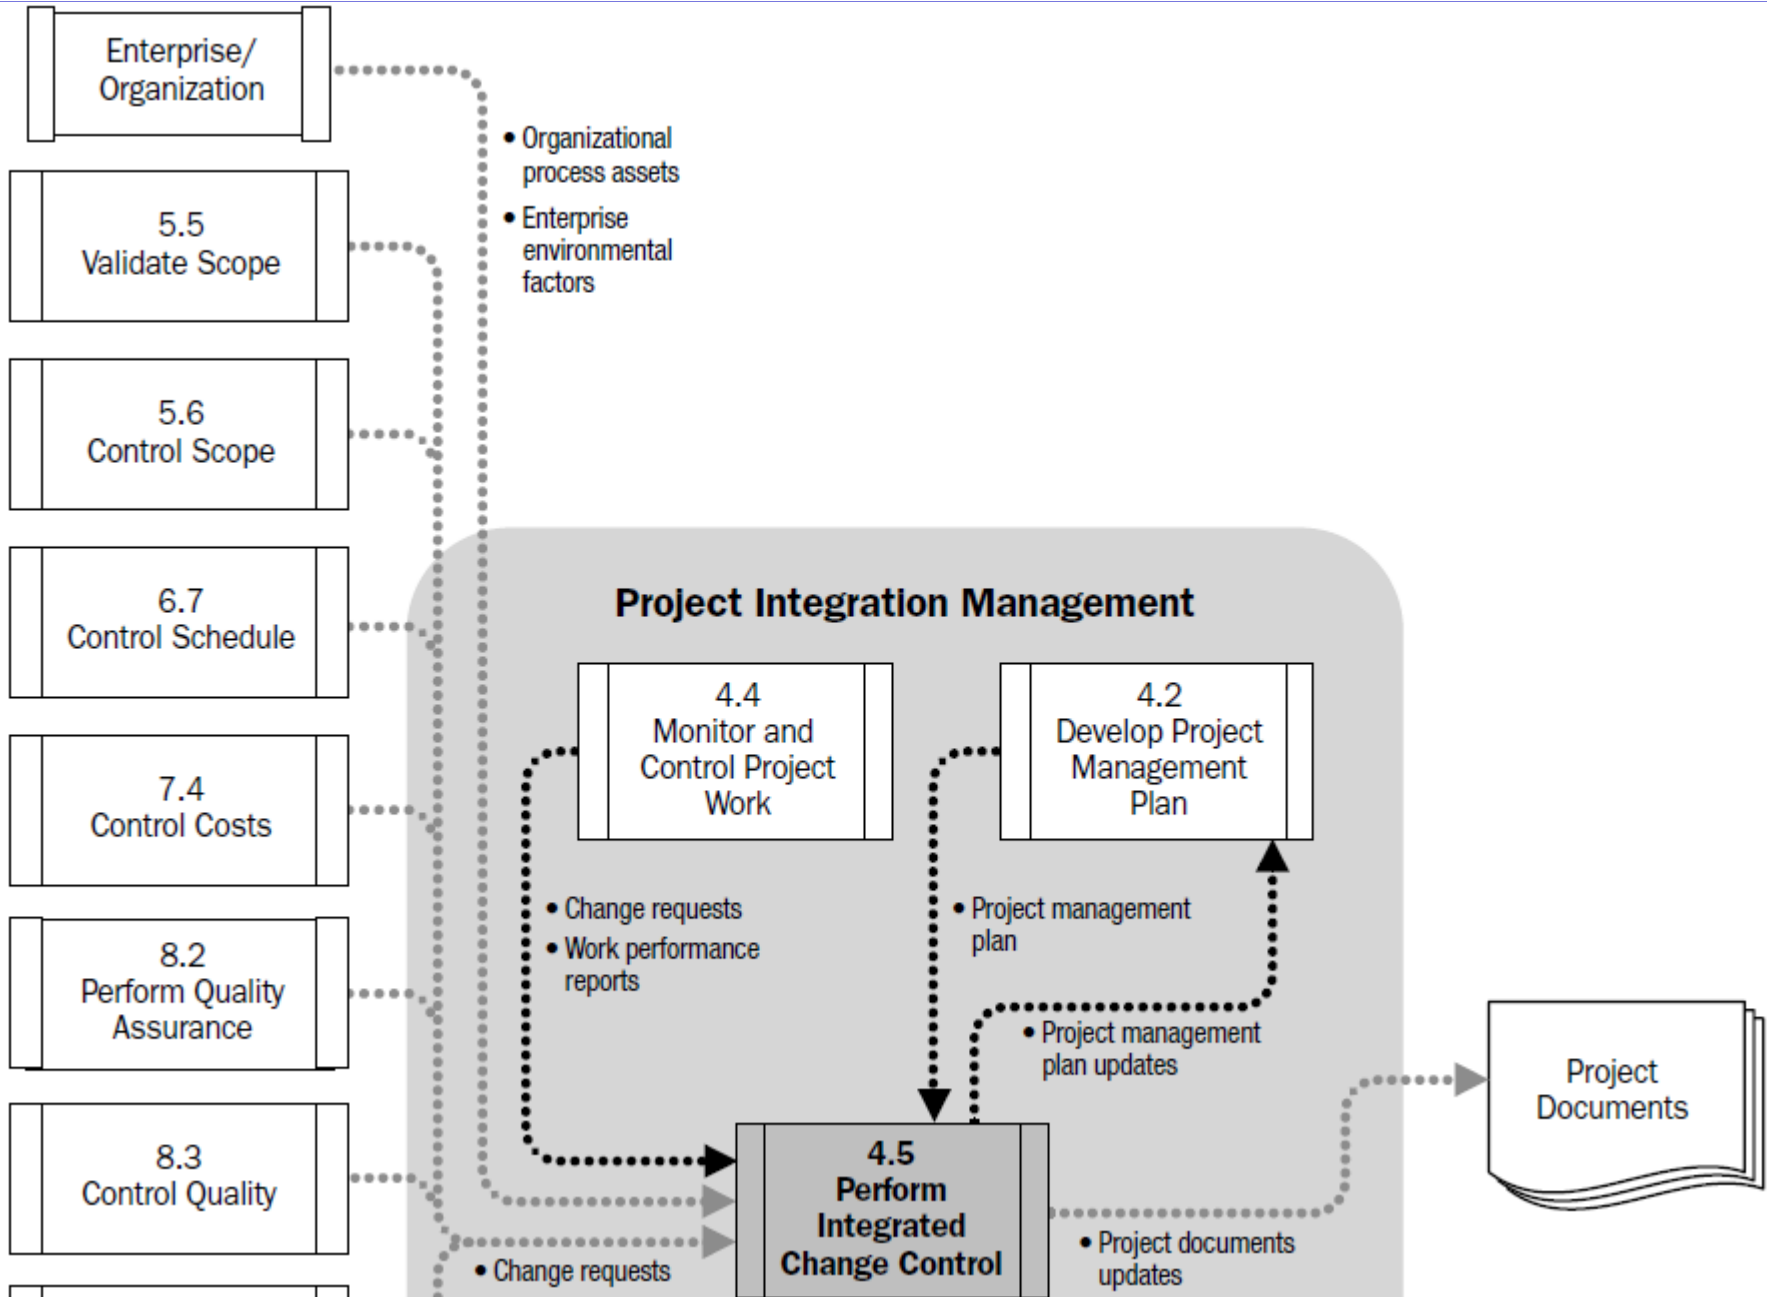 Enterprise/
Organization
• Organizational
process assets
• Enterprise
environmental
factors
5.5
Validate Scope
5.6
Control Scope
6.7
Control Schedule
7.4
Control Costs
8.2
Perform Quality
Assurance
8.3
Control Quality
Project Integration Management
4.4
Monitor and
Control Project
Work
4.2
Develop Project
Management
Plan
• Change requests
• Work performance
reports
• Project management
plan
• Project management
plan updates
4.5
Perform
Integrated
Change Control
• Change requests
• Project documents
updates
Project
Documents